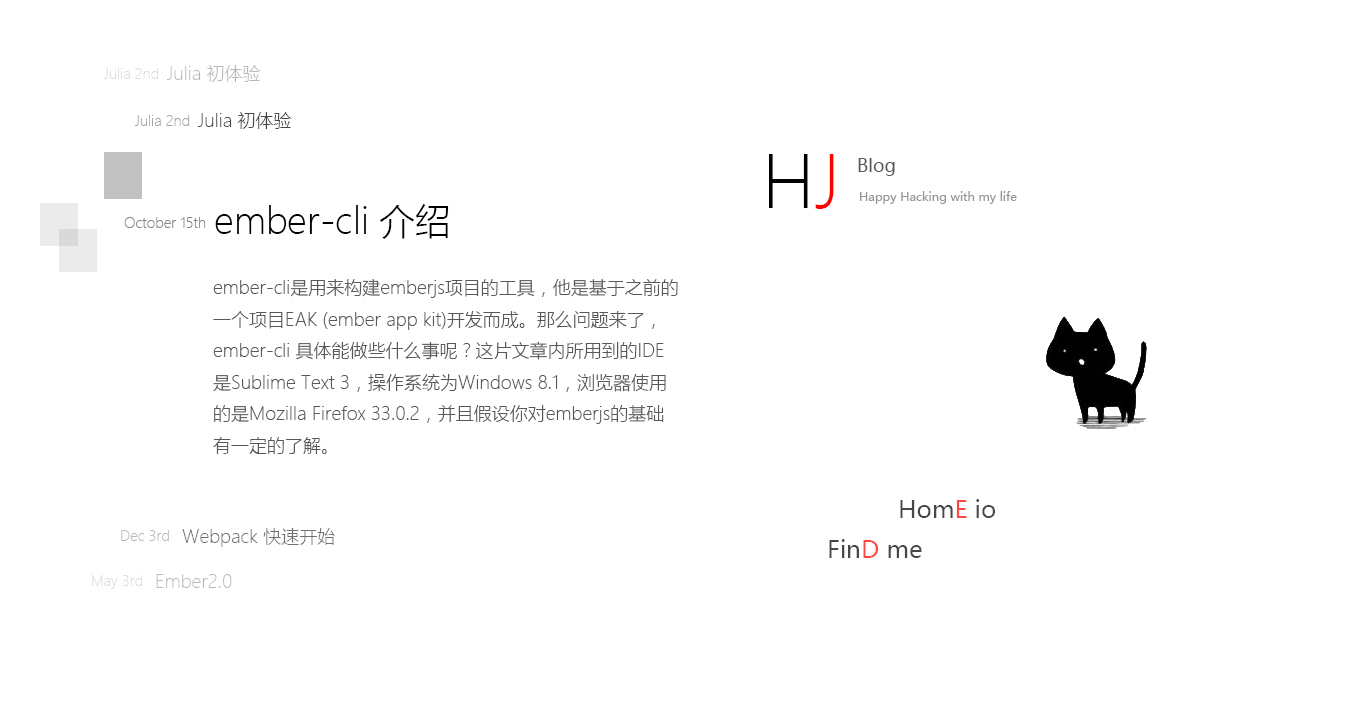 Julia 2nd Julia 初体验
Julia 2nd Julia 初体验
October 15th ember-cli 介绍
ember-cli是用来构建emberjs项目的工具，他是基于之前的
一个项目EAK (ember app kit)开发而成。那么问题来了，
ember-cli 具体能做些什么事呢？这片文章内所用到的IDE
是Sublime Text 3，操作系统为Windows 8.1，浏览器使用
的是Mozilla Firefox 33.0.2，并且假设你对emberjs的基础
有一定的了解。
Dec 3rd Webpack 快速开始
May 3rd Ember2.0
HJ Blog
Happy Hacking with my life
HomE io
FinD me